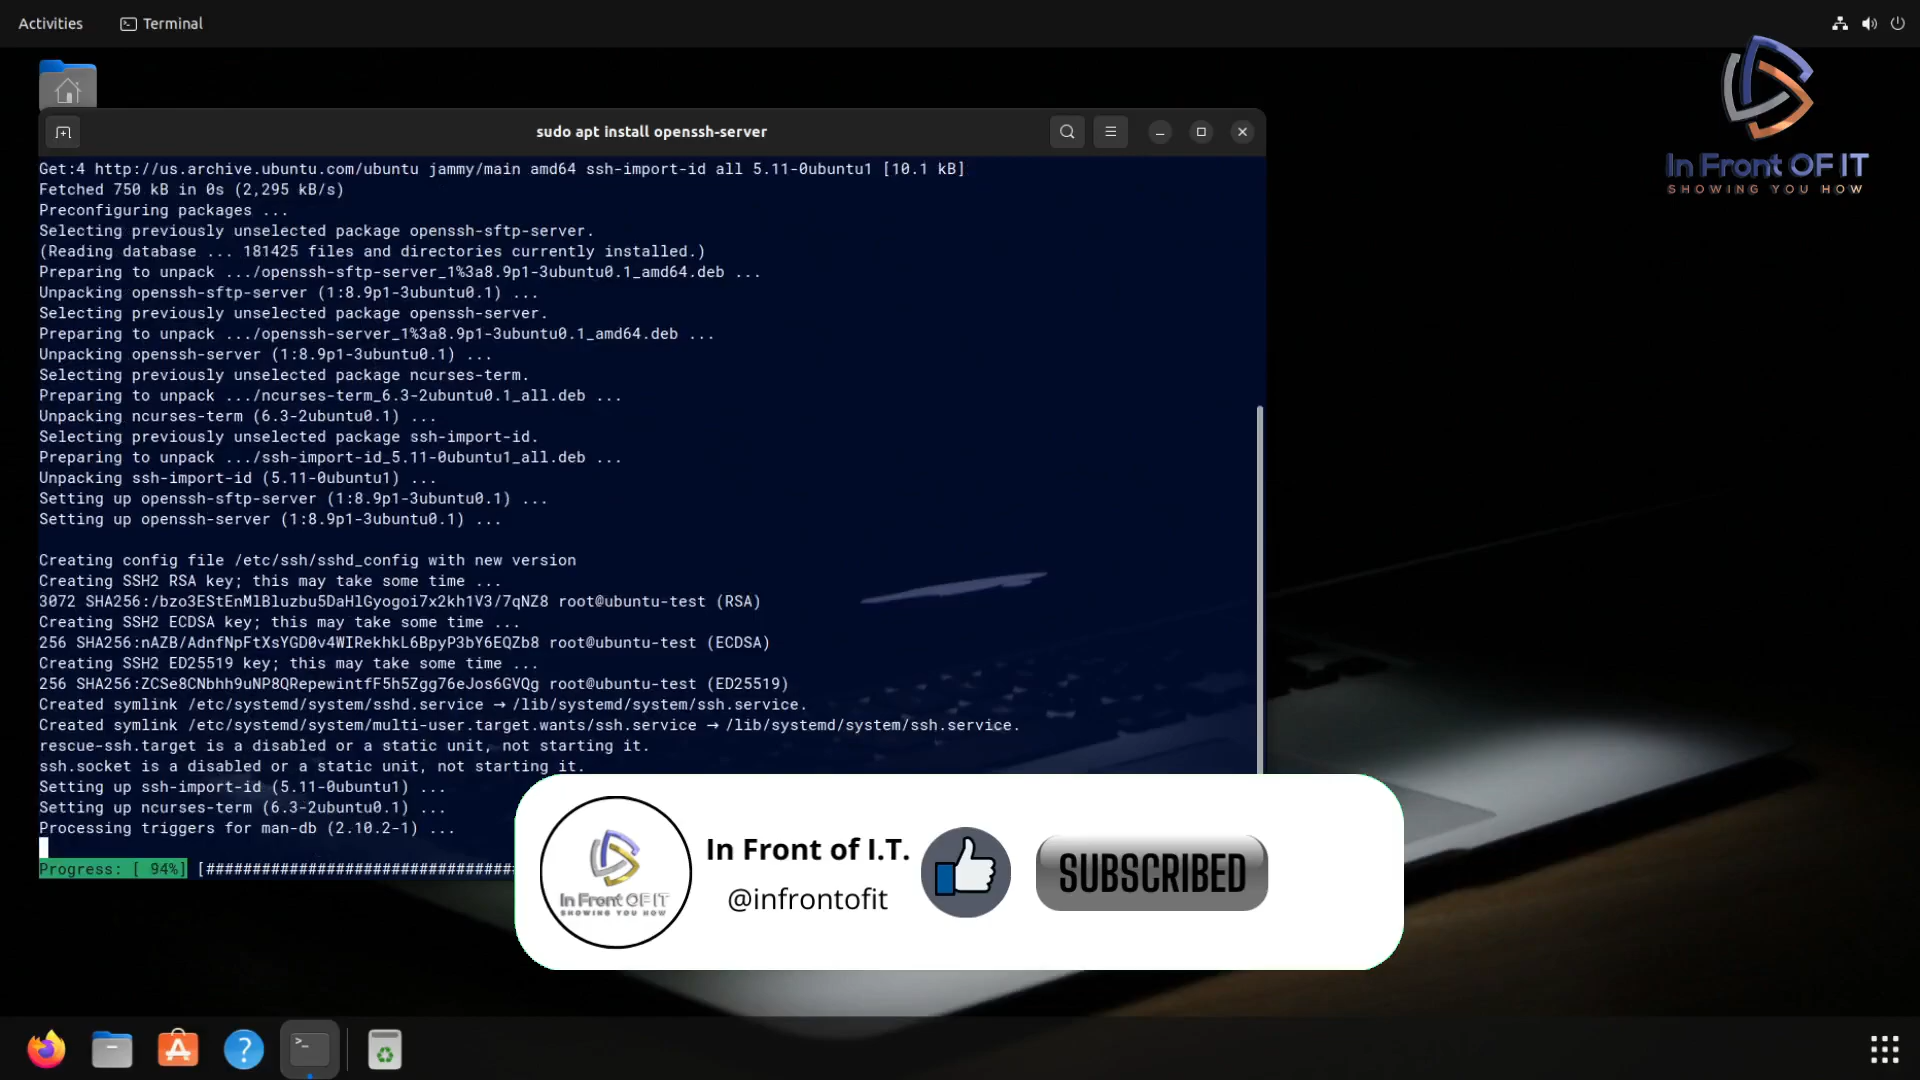 Activities
Terminal
In Front OF IT
SHOWING YOU HOW
sudo apt install openssh-server
Get:4 http://us.archive.ubuntu.com/ubuntu jammy/main amd64 ssh-import-id all 5.11-0ubuntu1 [10.1 kB]
Fetched 750 kB in 0s (2,295 kB/s)
Preconfiguring packages ...
Selecting previously unselected package openssh-sftp-server.
(Reading database ... 181425 files and directories currently installed.)
Preparing to unpack .../openssh-sftp-server_1%3a8.9p1-3ubuntu0.1_amd64.deb ...
Unpacking openssh-sftp-server (1:8.9p1-3ubuntu0.1) ...
Selecting previously unselected package openssh-server.
Preparing to unpack .../openssh-server_1%3a8.9p1-3ubuntu0.1_amd64.deb ...
Unpacking openssh-server (1:8.9p1-3ubuntu0.1) ...
Selecting previously unselected package ncurses-term.
Preparing to unpack .../ncurses-term_6.3-2ubuntu0.1_all.deb ...
Unpacking ncurses-term (6.3-2ubuntu0.1) ...
Selecting previously unselected package ssh-import-id.
Preparing to unpack .../ssh-import-id_5.11-0ubuntu1_all.deb ...
Unpacking ssh-import-id (5.11-0ubuntu1) ...
Setting up openssh-sftp-server (1:8.9p1-3ubuntu0.1) ...
Setting up openssh-server (1:8.9p1-3ubuntu0.1) ...
Creating config file /etc/ssh/sshd_config with new version
Creating SSH2 RSA key; this may take some time ...
3072 SHA256:/bzo3EStEnMlBluzbu5DaHlGyogoi7x2kh1V3/7qNZ8 root@ubuntu-test (RSA)
Creating SSH2 ECDSA key; this may take some time ...
256 SHA256:nAZB/AdnfNpFtXsYGD0v4WIRekhkL6BpyP3bY6EQZb8 root@ubuntu-test (ECDSA)
Creating SSH2 ED25519 key; this may take some time ...
256 SHA256:ZCSe8CNbhh9uNP8QRepewintfF5h5Zgg76eJos6GVQg root@ubuntu-test (ED25519)
Created symlink /etc/systemd/system/sshd.service → /lib/systemd/system/ssh.service.
Created symlink /etc/systemd/system/multi-user.target.wants/ssh.service → /lib/systemd/system/ssh.service.
rescue-ssh.target is a disabled or a static unit, not starting it.
ssh.socket is a disabled or a static unit, not starting it.
Setting up ssh-import-id (5.11-0ubuntu1) ...
Setting up ncurses-term (6.3-2ubuntu0.1) ...
Processing triggers for man-db (2.10.2-1) ...
Progress: [ 94%] [##################################
In Front OF IT
SHOWING YOU HOW
In Front of I.T.
@infrontofit
SUBSCRIBED